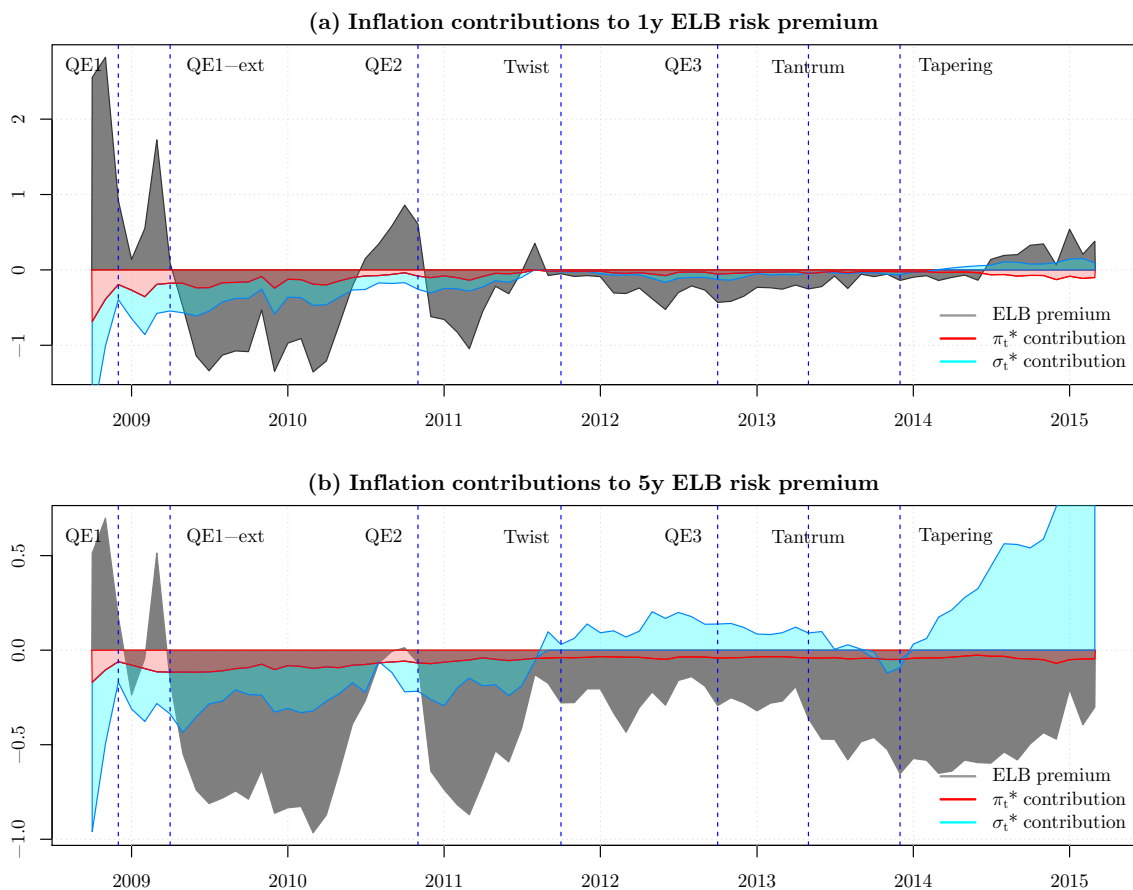 (a) Inflation contributions to 1y ELB risk premium
QE1 QE1−ext QE2 Twist QE3 Tantrum Tapering
2
1
0
−1
ELB premium
πt* contribution
σt* contribution
2009 2010 2011 2012 2013 2014 2015
(b) Inflation contributions to 5y ELB risk premium
QE1 QE1−ext QE2 Twist QE3 Tantrum Tapering
0.5
0.0
−0.5
−1.0
ELB premium
πt* contribution
σt* contribution
2009 2010 2011 2012 2013 2014 2015